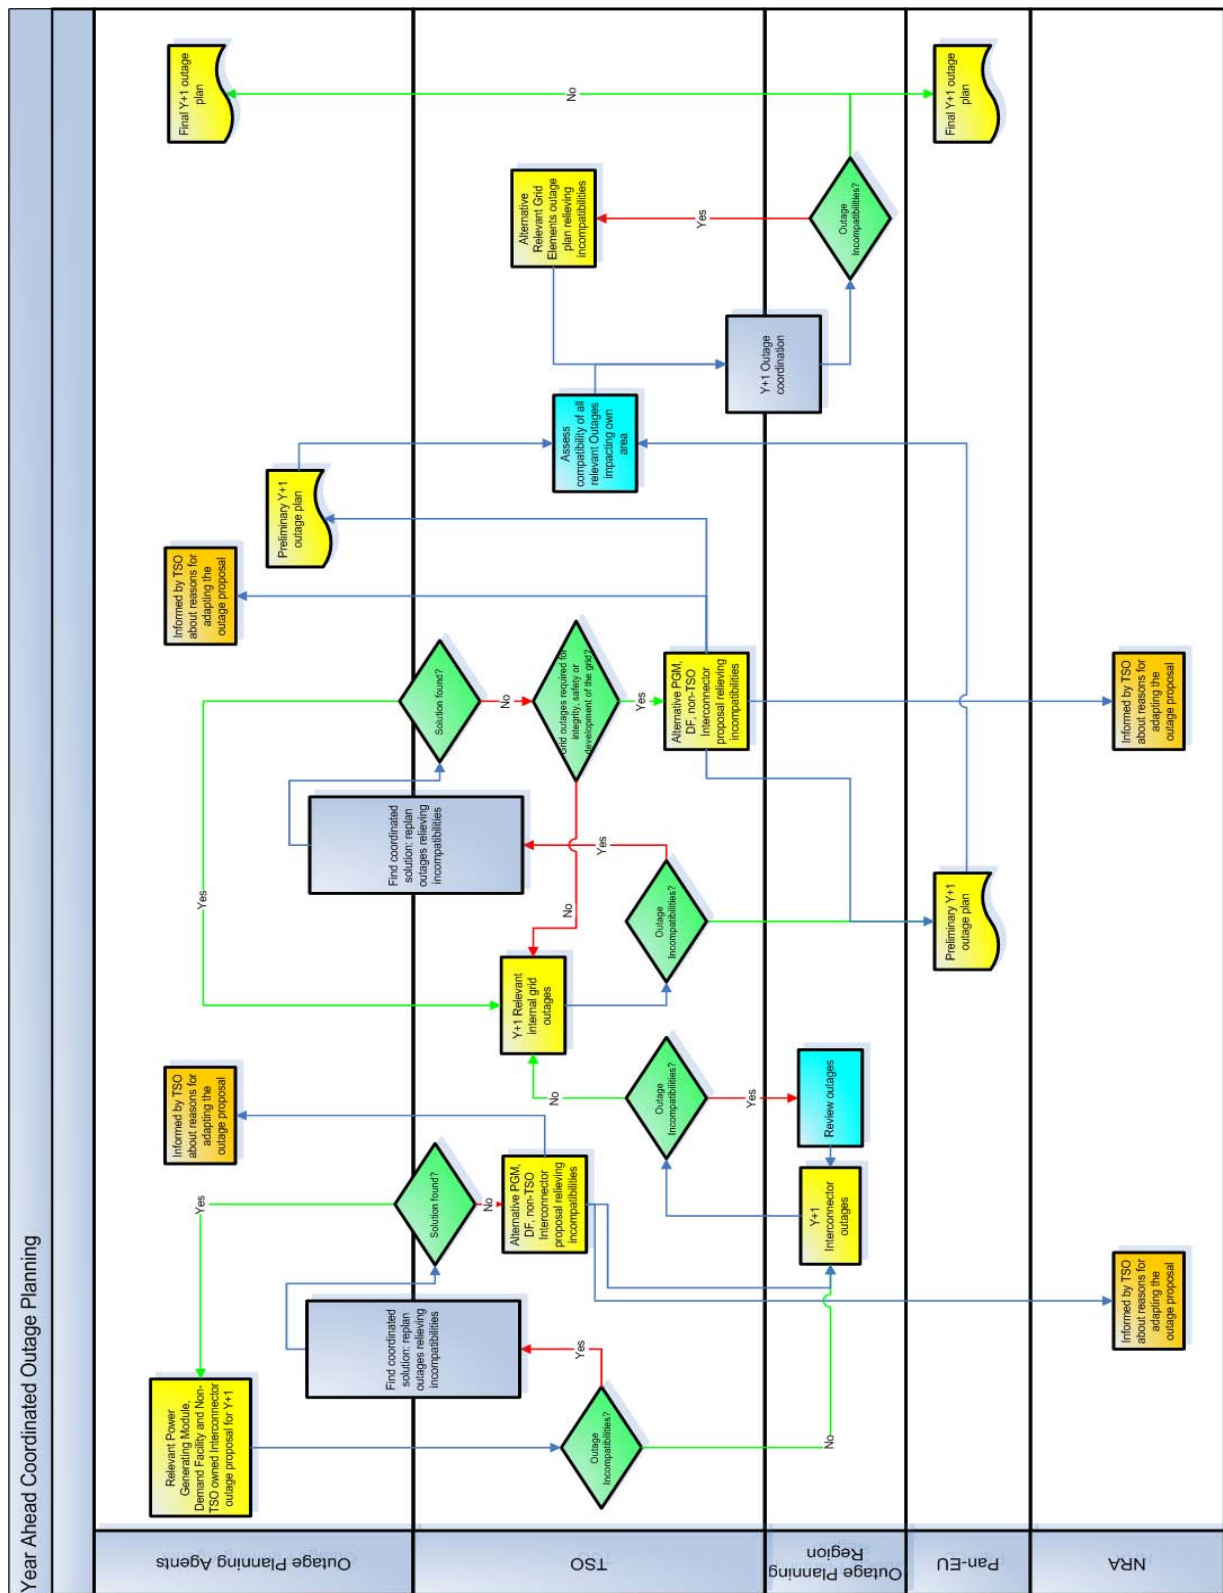 Year Ahead Coordinated Outage Planning
Outage Planning Agents
Relevant Power
Generating Module,
Demand Facility and Non-
TSO owned Interconnector
outage proposal for Y+1
Yes
Find coordinated
solution: replan
outages relieving
incompatibilities
Solution found?
Informed by TSO
about reasons for
adapting the
outage proposal
Yes
Find coordinated
solution: replan
outages relieving
incompatibilities
Solution found?
Informed by TSO
about reasons for
adapting the
outage proposal
Preliminary Y+1
outage plan
Final Y+1 outage
plan
TSO
Outage
Incompatibilities?
Yes
No
Alternative PGM,
DF, non-TSO
Interconnector
proposal relieving
incompatibilities
No
Outage
Incompatibilities?
Yes
Y+1 Relevant
internal grid
outages
No
Outage
Incompatibilities?
Yes
No
Grid outages required for
integrity, safety or
development of the grid?
Yes
Alternative PGM,
DF, non-TSO
Interconnector
proposal relieving
incompatibilities
Assess
compatibility of all
relevant Outages
impacting own
area
Alternative
Relevant Grid
Elements outage
plan relieving
incompatibilities
Yes
No
Outage Planning
Region
No
Y+1
Interconnector
outages
Review outages
Y+1 Outage
coordination
Outage
Incompatibilities?
Pan-EU
Preliminary Y+1
outage plan
Final Y+1 outage
plan
NRA
Informed by TSO
about reasons for
adapting the
outage proposal
Informed by TSO
about reasons for
adapting the
outage proposal